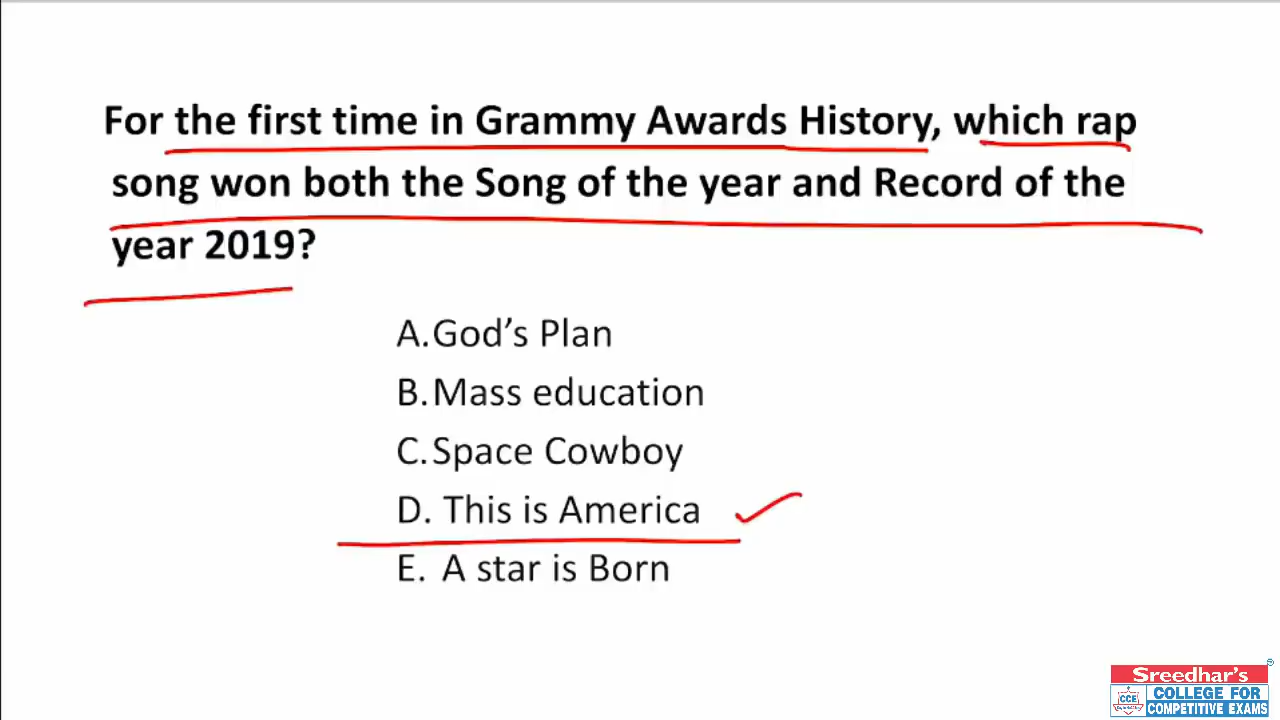 For the first time in Grammy Awards History, which rap
song won both the Song of the year and Record of the
year 2019?
A.God's Plan
B.Mass education
C.Space Cowboy
D. This is America
E. A star is Born
Sreedhar's
CCE
COLLEGE FOR
COMPETITIVE EXAMS